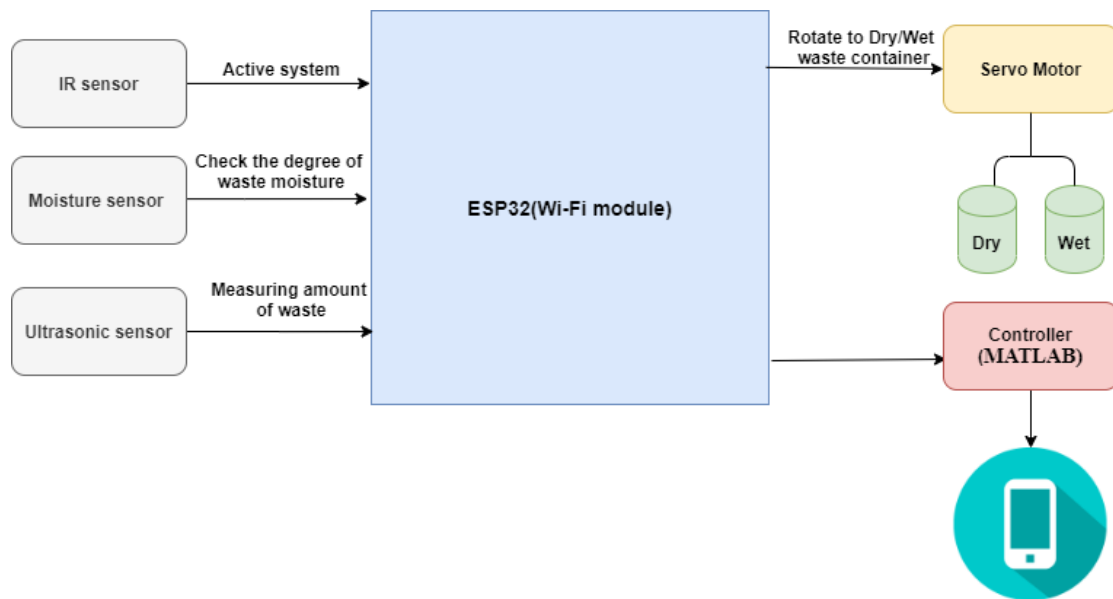 IR sensor
Active system
Moisture sensor
Check the degree of
waste moisture
Ultrasonic sensor
Measuring amount
of waste
ESP32(Wi-Fi module)
Rotate to Dry/Wet
waste container
Servo Motor
Dry
Wet
Controller
(MATLAB)